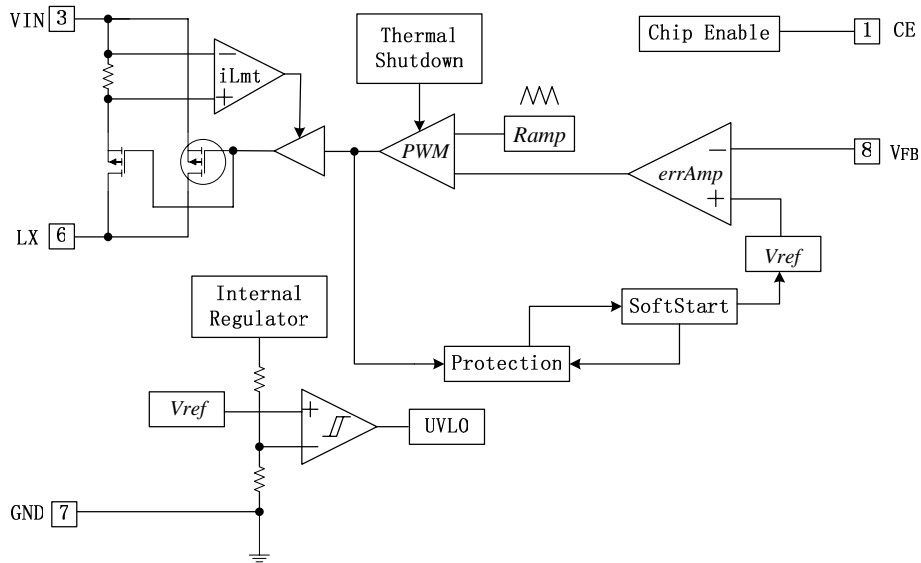 VIN 3
Thermal
Shutdown
Chip Enable
1 CE
iLmt
−
+
PWM
Ramp
errAmp
−
+
8 VFB
LX 6
Vref
Internal
Regulator
SoftStart
Protection
Vref
+
−
UVLO
GND 7